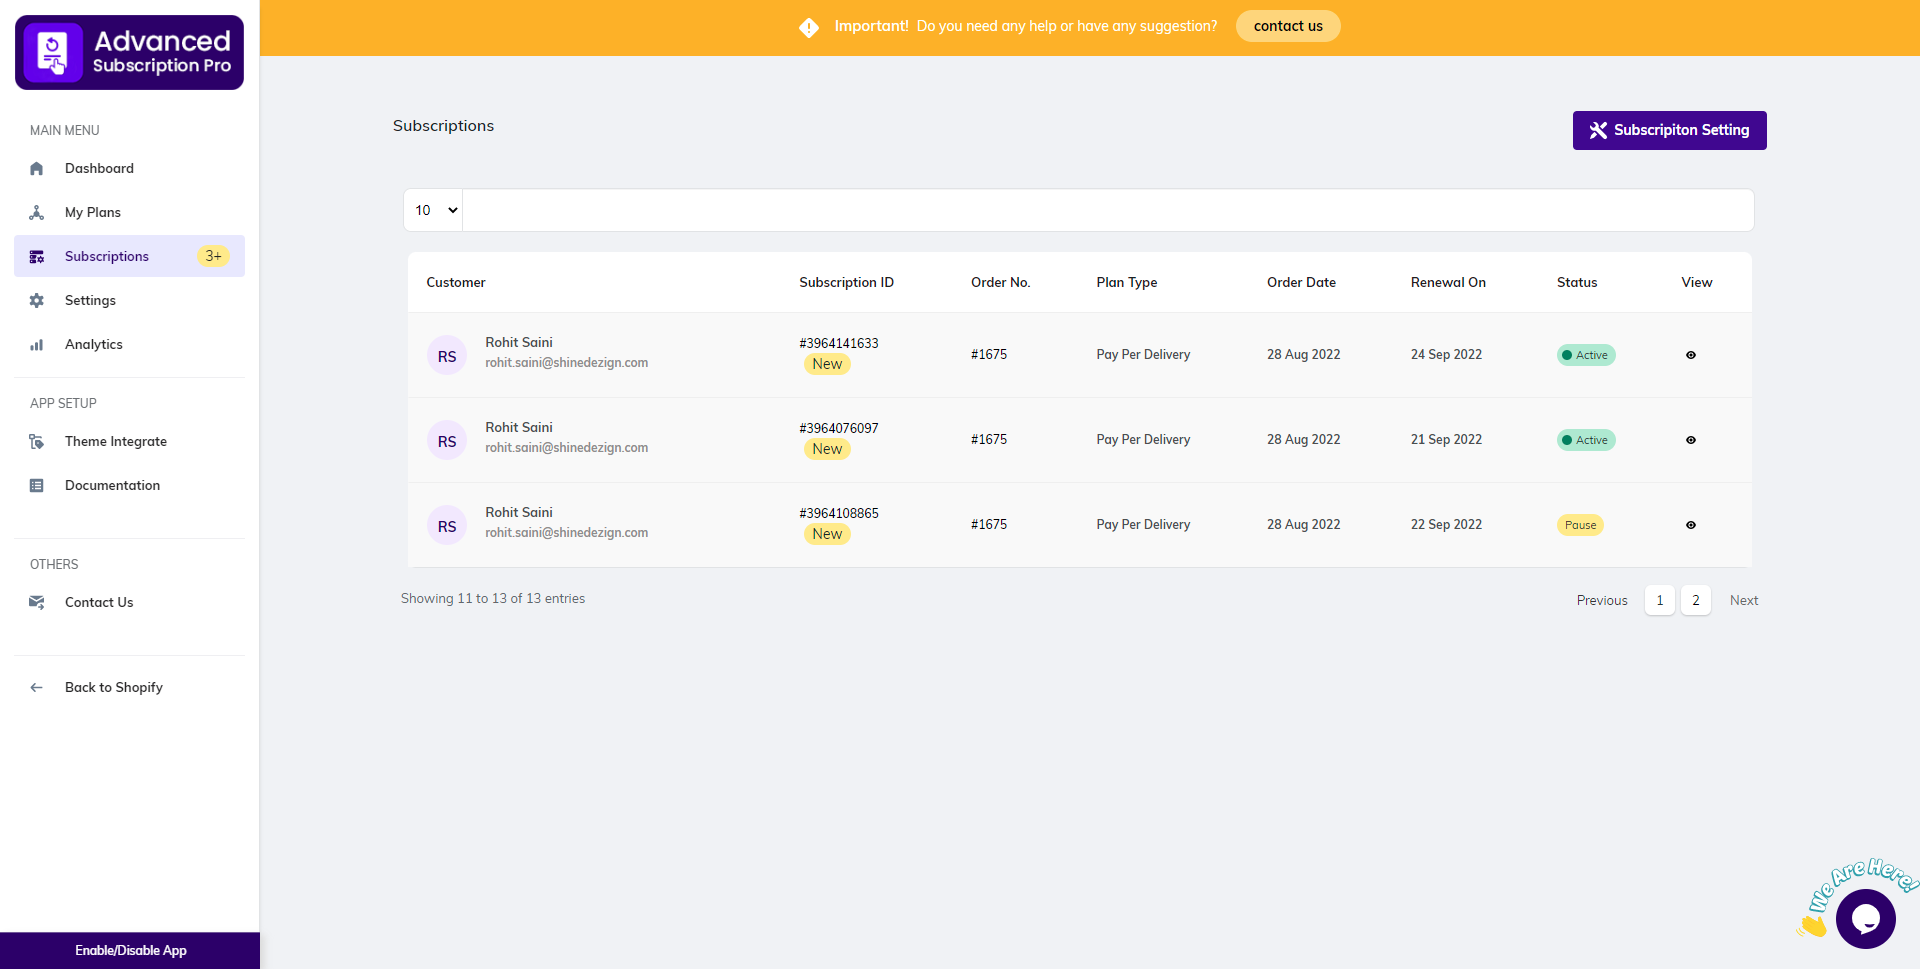 Advanced
Subscription Pro
MAIN MENU
Dashboard
My Plans
Subscriptions 3+
Settings
Analytics
APP SETUP
Theme Integrate
Documentation
OTHERS
Contact Us
Back to Shopify
Enable/Disable App
Important! Do you need any help or have any suggestion? contact us
Subscriptions
Subscripiton Setting
10
Customer Subscription ID Order No. Plan Type Order Date Renewal On Status View
RS Rohit Saini rohit.saini@shinedezign.com #3964141633 New #1675 Pay Per Delivery 28 Aug 2022 24 Sep 2022 Active
RS Rohit Saini rohit.saini@shinedezign.com #3964076097 New #1675 Pay Per Delivery 28 Aug 2022 21 Sep 2022 Active
RS Rohit Saini rohit.saini@shinedezign.com #3964108865 New #1675 Pay Per Delivery 28 Aug 2022 22 Sep 2022 Pause
Showing 11 to 13 of 13 entries
Previous 1 2 Next
We Are Here!